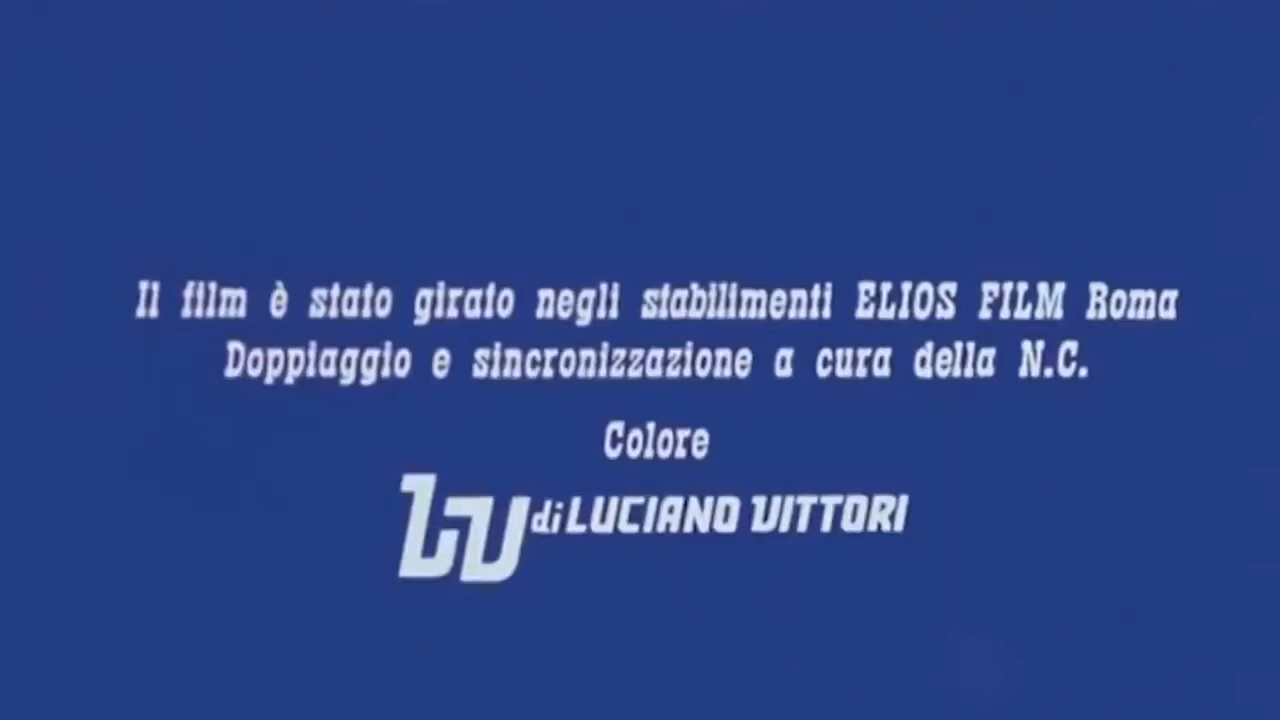 Il film è stato girato negli stabilimenti ELIOS FILM Roma
Doppiaggio e sincronizzazione a cura della N.C.
Colore
LV di LUCIANO VITTORI